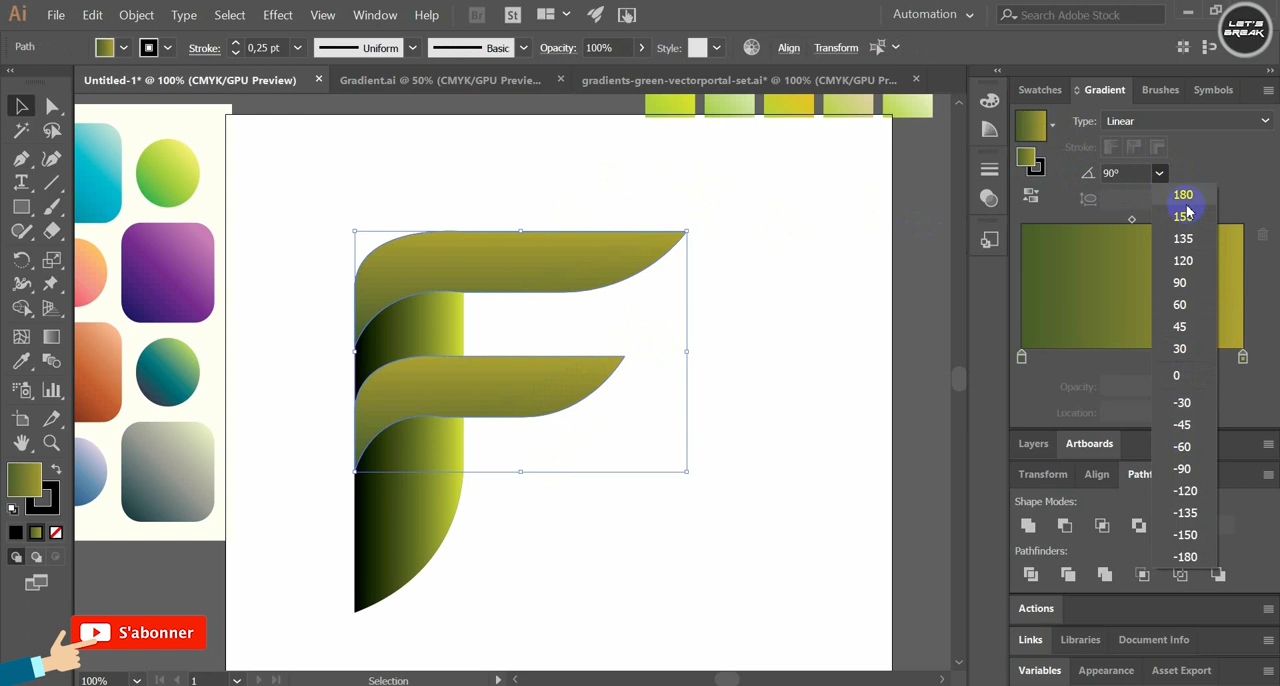 Ai File Edit Object Type Select Effect View Window Help Br St Automation Search Adobe Stock
LET'S BREAK
Path Stroke: 0,25 pt Uniform Basic Opacity: 100% Style: Align Transform
Untitled-1* @ 100% (CMYK/GPU Preview) × Gradient.ai @ 50% (CMYK/GPU Previe... × gradients-green-vectorportal-set.ai* @ 100% (CMYK/GPU Pr... ×
Swatches Gradient Brushes Symbols
Type: Linear
Stroke:
90°
180
150
135
120
90
60
45
30
0
Opacity:
-30
Location:
-45
Layers Artboards
-60
-90
Transform Align Pathf
-120
Shape Modes:
-135
-150
Pathfinders:
-180
Actions
Links Libraries Document Info
Variables Appearance Asset Export
S'abonner
100% 1 Selection